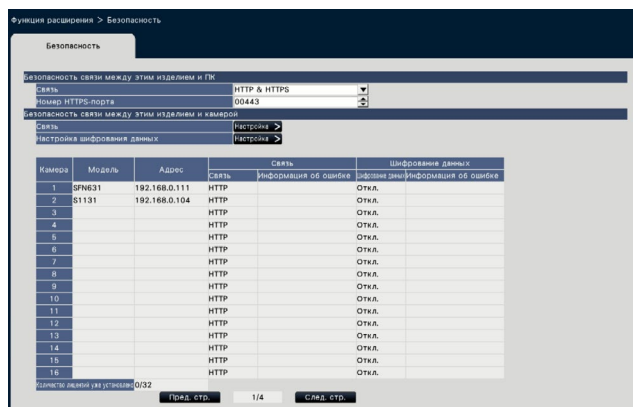 Функция расширения > Безопасность
Безопасность
Безопасность связи между этим изделием и ПК
Связь HTTP & HTTPS
Номер HTTPS-порта 00443
Безопасность связи между этим изделием и камерой
Связь Настройка >
Настройка шифрования данных Настройка >
Камера Модель Адрес Связь Шифрование данных
Связь Информация об ошибке Шифрование данных Информация об ошибке
1 SFN631 192.168.0.111 HTTP Откл.
2 S1131 192.168.0.104 HTTP Откл.
3 HTTP Откл.
4 HTTP Откл.
5 HTTP Откл.
6 HTTP Откл.
7 HTTP Откл.
8 HTTP Откл.
9 HTTP Откл.
10 HTTP Откл.
11 HTTP Откл.
12 HTTP Откл.
13 HTTP Откл.
14 HTTP Откл.
15 HTTP Откл.
16 HTTP Откл.
Количество лицензий уже установлено 0/32
Пред. стр. 1/4 След. стр.